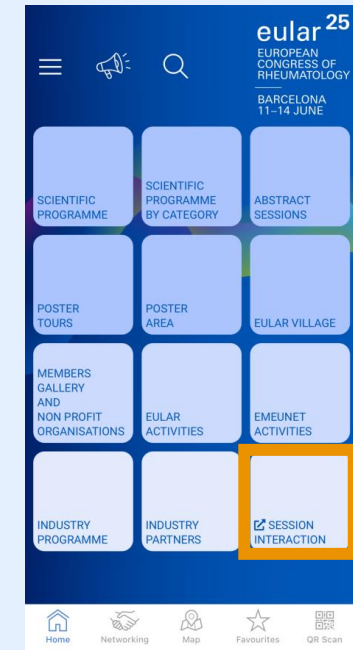 eular 25
EUROPEAN
CONGRESS OF
RHEUMATOLOGY
BARCELONA
11–14 JUNE
SCIENTIFIC
PROGRAMME
SCIENTIFIC
PROGRAMME
BY CATEGORY
ABSTRACT
SESSIONS
POSTER
TOURS
POSTER
AREA
EULAR VILLAGE
MEMBERS
GALLERY
AND
NON PROFIT
ORGANISATIONS
EULAR
ACTIVITIES
EMEUNET
ACTIVITIES
INDUSTRY
PROGRAMME
INDUSTRY
PARTNERS
SESSION
INTERACTION
Home
Networking
Map
Favourites
QR Scan